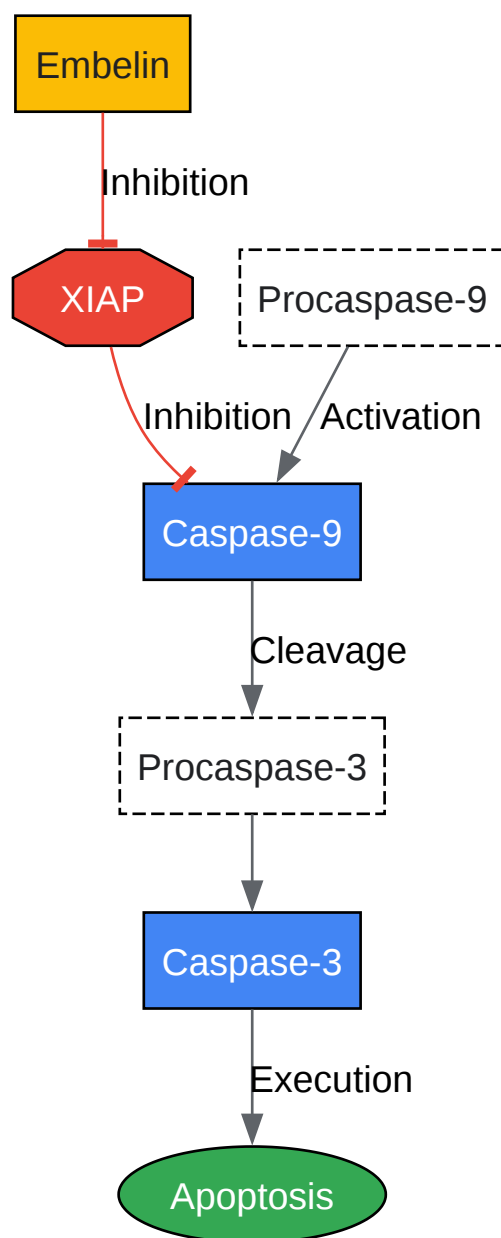 Embelin
Inhibition
XIAP
Procaspase-9
Inhibition
Activation
Caspase-9
Cleavage
Procaspase-3
Caspase-3
Execution
Apoptosis